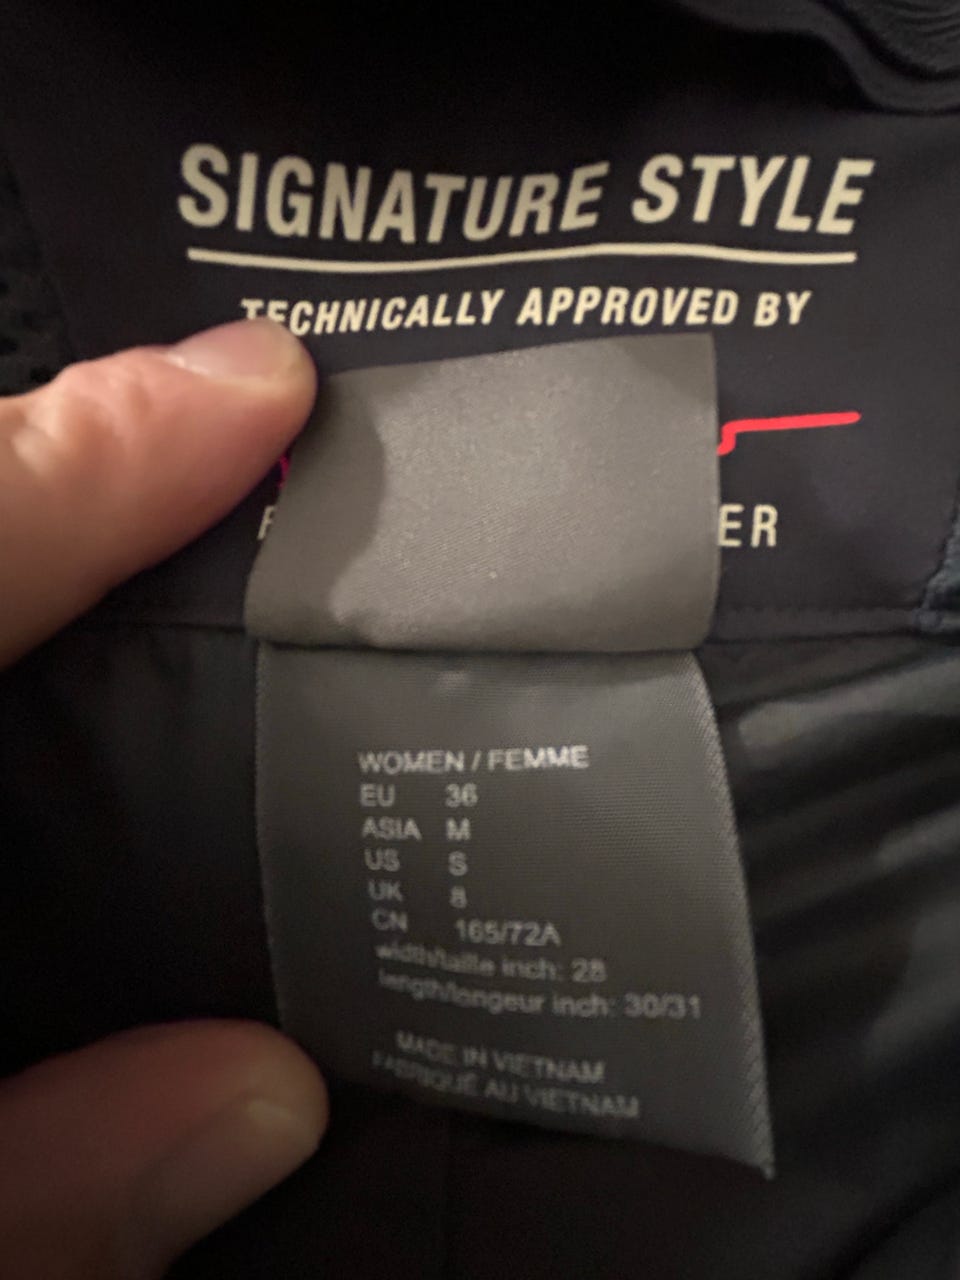 SIGNATURE STYLE
TECHNICALLY APPROVED BY
ER
WOMEN / FEMME
EU 36
ASIA M
US S
UK 8
CN 165/72A
width/taille inch: 28
length/longeur inch: 30/31
MADE IN VIETNAM
FABRIQUÉ AU VIETNAM